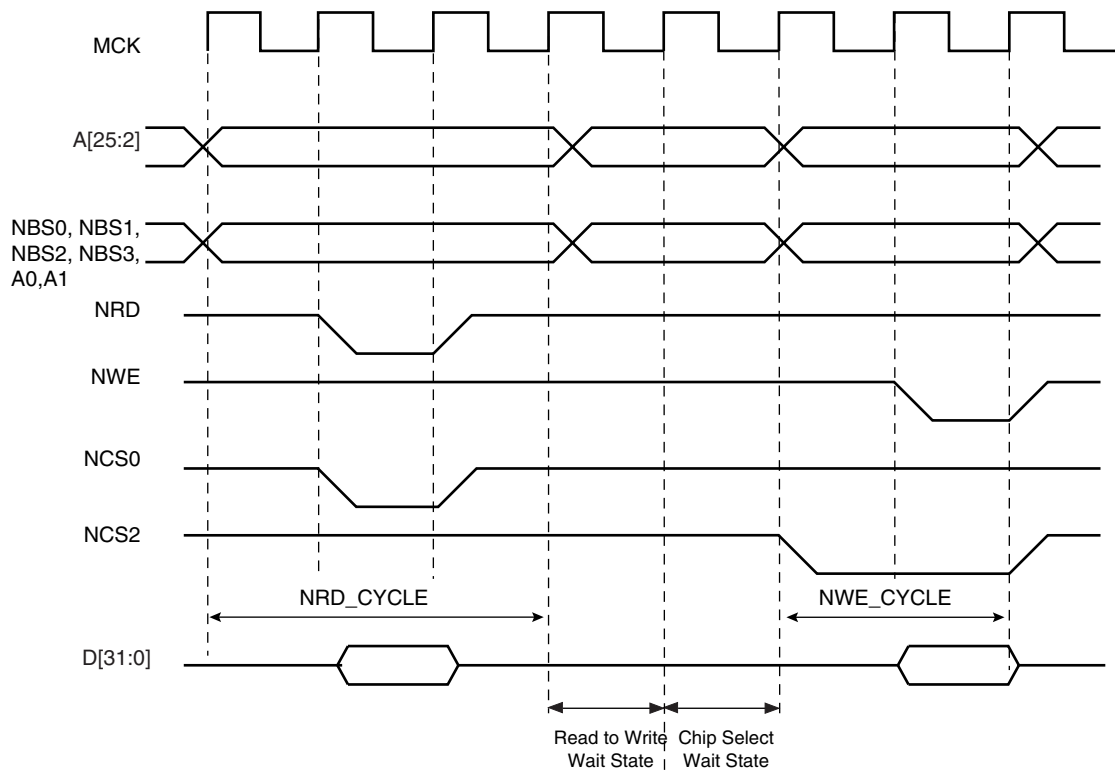 MCK
A[25:2]
NBS0, NBS1,
NBS2, NBS3,
A0,A1
NRD
NWE
NCS0
NCS2
NRD_CYCLE
NWE_CYCLE
D[31:0]
Read to Write
Wait State
Chip Select
Wait State